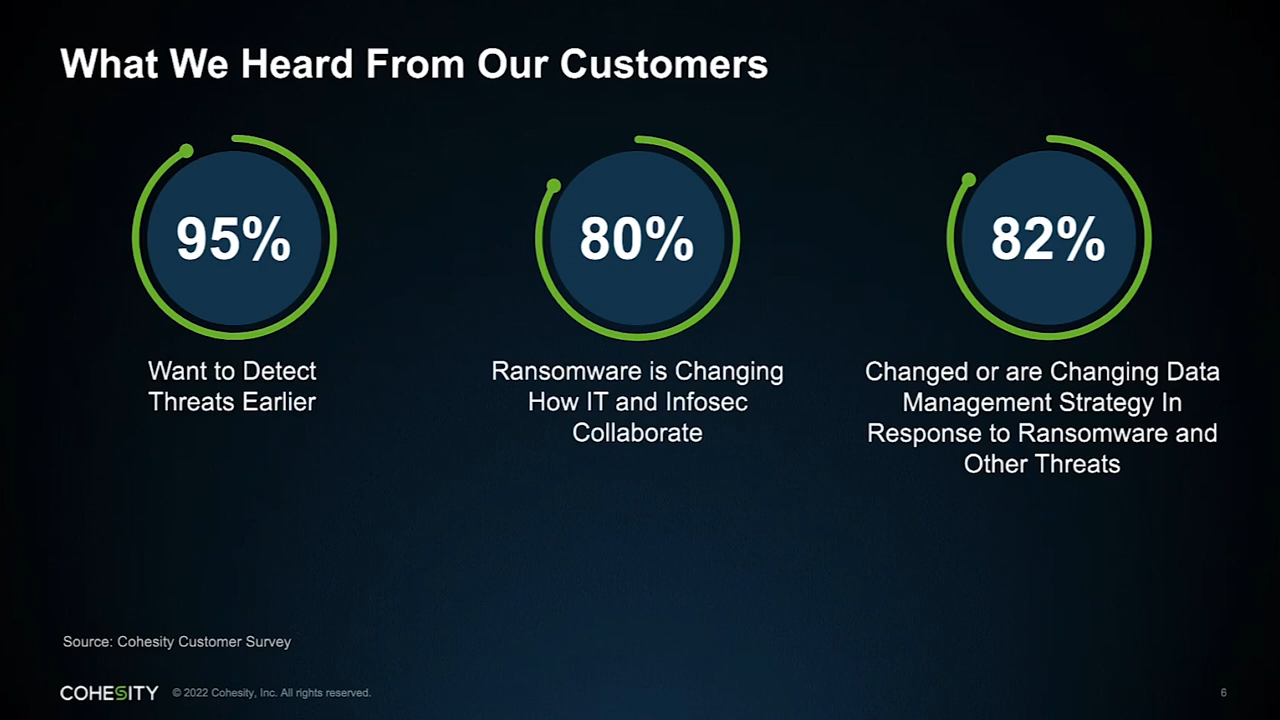 What We Heard From Our Customers
95%
Want to Detect
Threats Earlier
80%
Ransomware is Changing
How IT and Infosec
Collaborate
82%
Changed or are Changing Data
Management Strategy In
Response to Ransomware and
Other Threats
Source: Cohesity Customer Survey
COHESITY © 2022 Cohesity, Inc. All rights reserved. 6